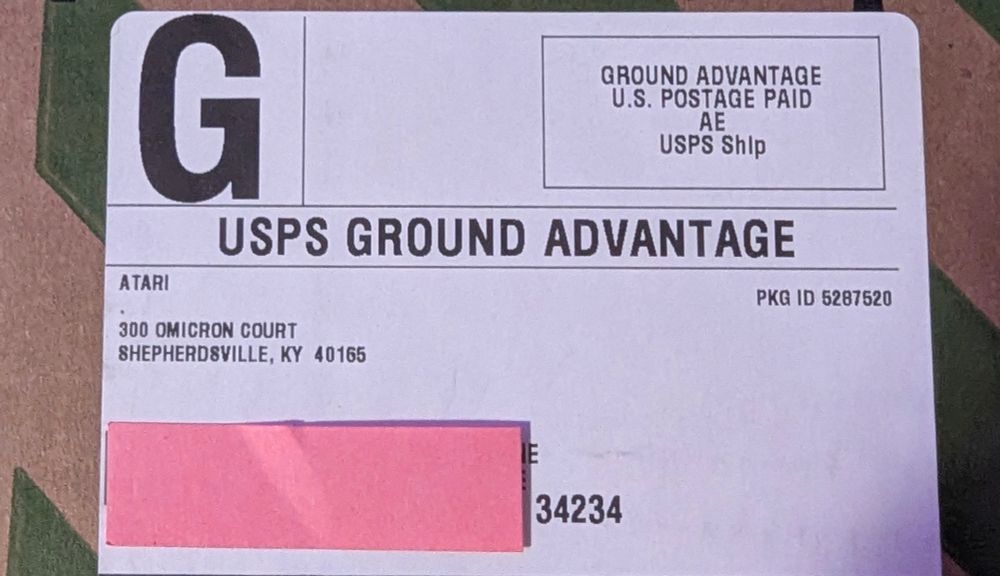 G
GROUND ADVANTAGE
U.S. POSTAGE PAID
AE
USPS Ship
USPS GROUND ADVANTAGE
ATARI
.
PKG ID 5287520
300 OMICRON COURT
SHEPHERDSVILLE, KY 40165
34234